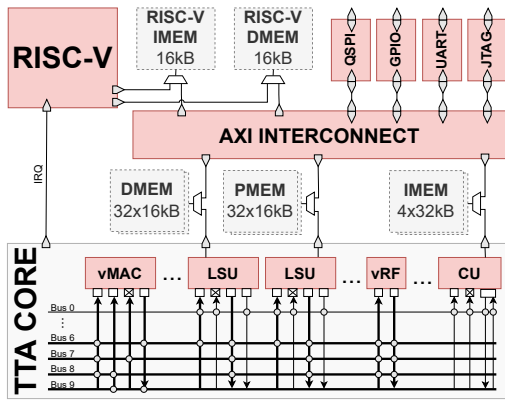 RISC-V
RISC-V
IMEM
16kB
RISC-V
DMEM
16kB
QSPI
GPIO
UART
JTAG
AXI INTERCONNECT
IRQ
DMEM
32x16kB
PMEM
32x16kB
IMEM
4x32kB
TTA CORE
vMAC
...
LSU
LSU
...
vRF
...
CU
Bus 0
...
Bus 6
Bus 7
Bus 8
Bus 9